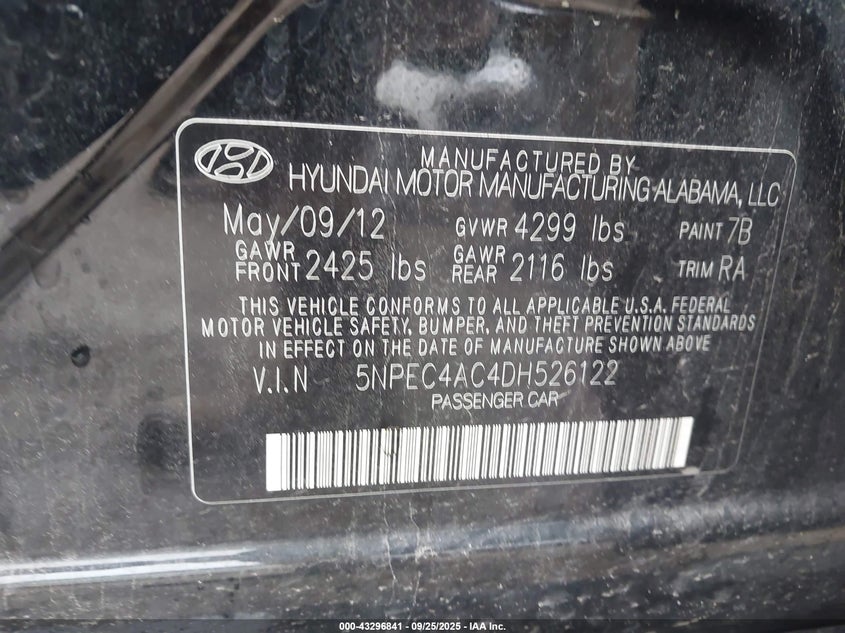 MANUFACTURED BY
HYUNDAI MOTOR MANUFACTURING ALABAMA, LLC
May/09/12 GVWR 4299 lbs PAINT 7B
GAWR FRONT 2425 lbs GAWR REAR 2116 lbs TRIM RA
THIS VEHICLE CONFORMS TO ALL APPLICABLE U.S.A. FEDERAL
MOTOR VEHICLE SAFETY, BUMPER, AND THEFT PREVENTION STANDARDS
IN EFFECT ON THE DATE OF MANUFACTURE SHOWN ABOVE
V.I.N 5NPEC4AC4DH526122
PASSENGER CAR
000-43296841 - 09/25/2025 - IAA Inc.